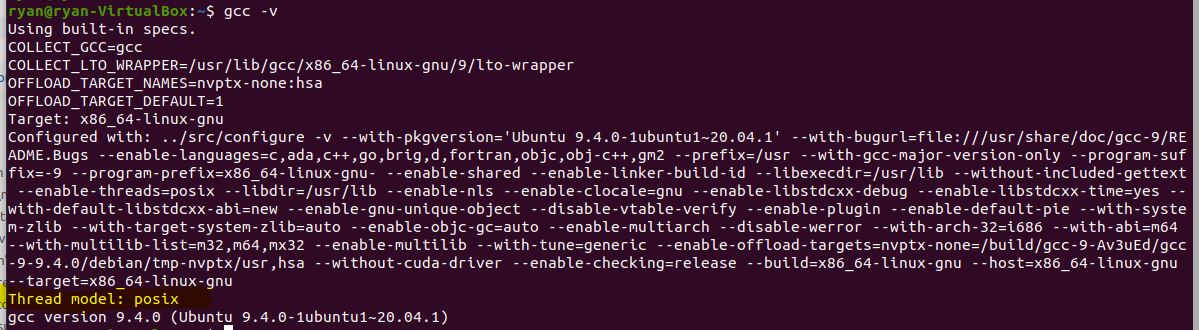 ryan@ryan-VirtualBox:~$ gcc -v
Using built-in specs.
COLLECT_GCC=gcc
COLLECT_LTO_WRAPPER=/usr/lib/gcc/x86_64-linux-gnu/9/lto-wrapper
OFFLOAD_TARGET_NAMES=nvptx-none:hsa
OFFLOAD_TARGET_DEFAULT=1
Target: x86_64-linux-gnu
Configured with: ../src/configure -v --with-pkgversion='Ubuntu 9.4.0-1ubuntu1~20.04.1' --with-bugurl=file:///usr/share/doc/gcc-9/RE
ADME.Bugs --enable-languages=c,ada,c++,go,brig,d,fortran,objc,obj-c++,gm2 --prefix=/usr --with-gcc-major-version-only --program-suf
fix=-9 --program-prefix=x86_64-linux-gnu- --enable-shared --enable-linker-build-id --libexecdir=/usr/lib --without-included-gettext
--enable-threads=posix --libdir=/usr/lib --enable-nls --enable-clocale=gnu --enable-libstdcxx-debug --enable-libstdcxx-time=yes --
with-default-libstdcxx-abi=new --enable-gnu-unique-object --disable-vtable-verify --enable-plugin --enable-default-pie --with-syste
m-zlib --with-target-system-zlib=auto --enable-objc-gc=auto --enable-multiarch --disable-werror --with-arch-32=i686 --with-abi=m64
--with-multilib-list=m32,m64,mx32 --enable-multilib --with-tune=generic --enable-offload-targets=nvptx-none=/build/gcc-9-Av3uEd/gcc
-9-9.4.0/debian/tmp-nvptx/usr,hsa --without-cuda-driver --enable-checking=release --build=x86_64-linux-gnu --host=x86_64-linux-gnu
--target=x86_64-linux-gnu
Thread model: posix
gcc version 9.4.0 (Ubuntu 9.4.0-1ubuntu1~20.04.1)